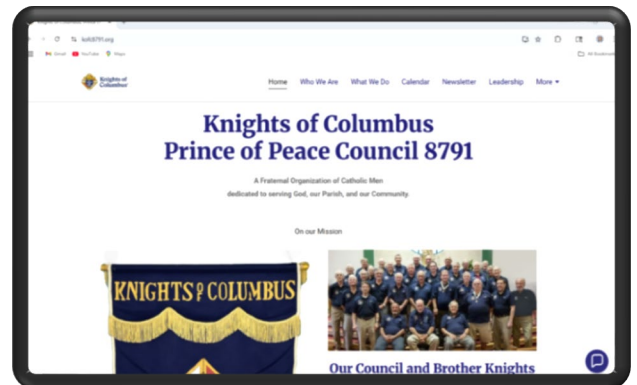 kofc8791.org
Gmail YouTube Maps
All Bookmarks
Knights of
Columbus
Home Who We Are What We Do Calendar Newsletter Leadership More
Knights of Columbus
Prince of Peace Council 8791
A Fraternal Organization of Catholic Men
dedicated to serving God, our Parish, and our Community.
On our Mission
KNIGHTS OF COLUMBUS
Our Council and Brother Knights